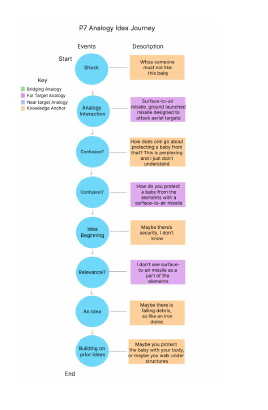 P7 Analogy Idea Journey
Events
Description
Start
Key
Bridging Analogy
Far Target Analogy
Near target Analogy
Knowledge Anchor
Shock
Whoa someone
must not like
this baby
Analogy
Interaction
Surface-to-air
missile, ground launched
missile designed to
attack aerial targets
Confusion?
How does one go about
protecting a baby from
that? This is perplexing
and I just don't
understand
Confusion?
How do you protect
a baby from the
elements with a
surface-to-air missile
Idea
Beginning
Maybe there's
security, I don't
know
Relevance?
I don't see surface-
to-air missile as a
part of the
elements
An Idea
Maybe there is
falling debris,
so like an iron
dome.
Building on
prior ideas
Maybe you protect
the baby with your body,
or maybe you walk under
structures
End